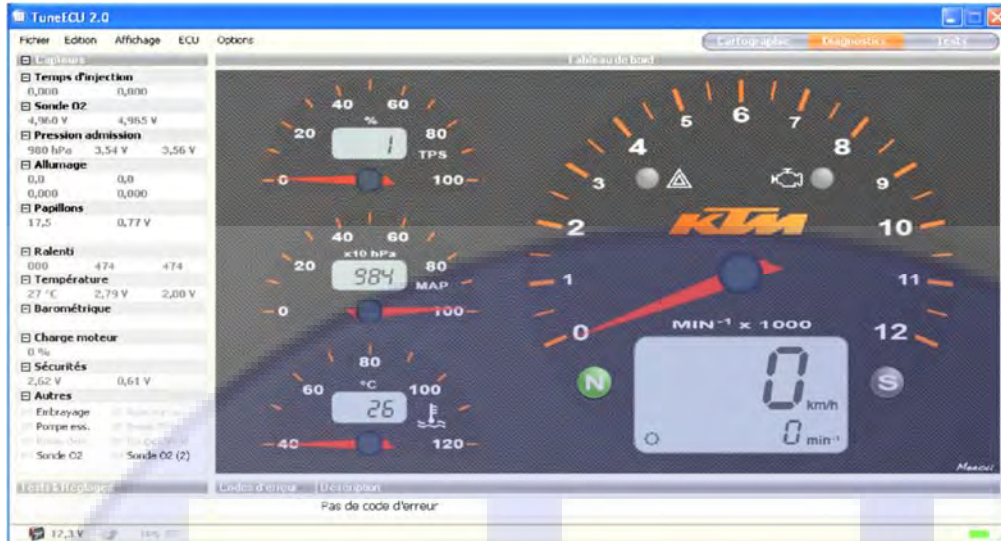 TuneECU 2.0
Fichier Edition Affichage ECU Options
Cartographie Diagnostics Tests
Capteurs
Tableau de bord
Temps d'injection
0,000 0,000
Sonde O2
4,960 V 4,965 V
Pression admission
980 hPa 3,54 V 3,56 V
Allumage
0,0 0,0
0,000 0,000
Papillons
17,5 0,77 V
Ralenti
000 474 474
Température
27 °C 2,79 V 2,00 V
Barométrique
Charge moteur
0 %
Sécurités
2,62 V 0,61 V
Autres
Embrayage
Pompe ess.
Sonde O2 Sonde O2 (2)
Tests & Réglages
0 20 40 60 80 100
%
1
TPS
0 20 40 60 80 100
x10 hPa
984
MAP
40 60 80 100 120
°C
26
0 1 2 3 4 5 6 7 8 9 10 11 12
KTM
MIN⁻¹ x 1000
N
S
0 km/h
0 min⁻¹
Codes d'erreur Description
Pas de code d'erreur
12,3 V